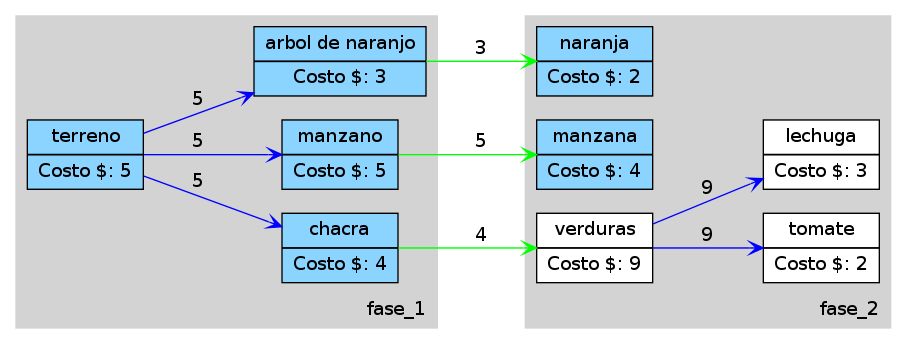 arbol de naranjo
Costo $: 3
3
naranja
Costo $: 2
5
terreno
Costo $: 5
5
manzano
Costo $: 5
5
manzana
Costo $: 4
lechuga
Costo $: 3
5
chacra
Costo $: 4
4
verduras
Costo $: 9
9
9
tomate
Costo $: 2
fase_1
fase_2